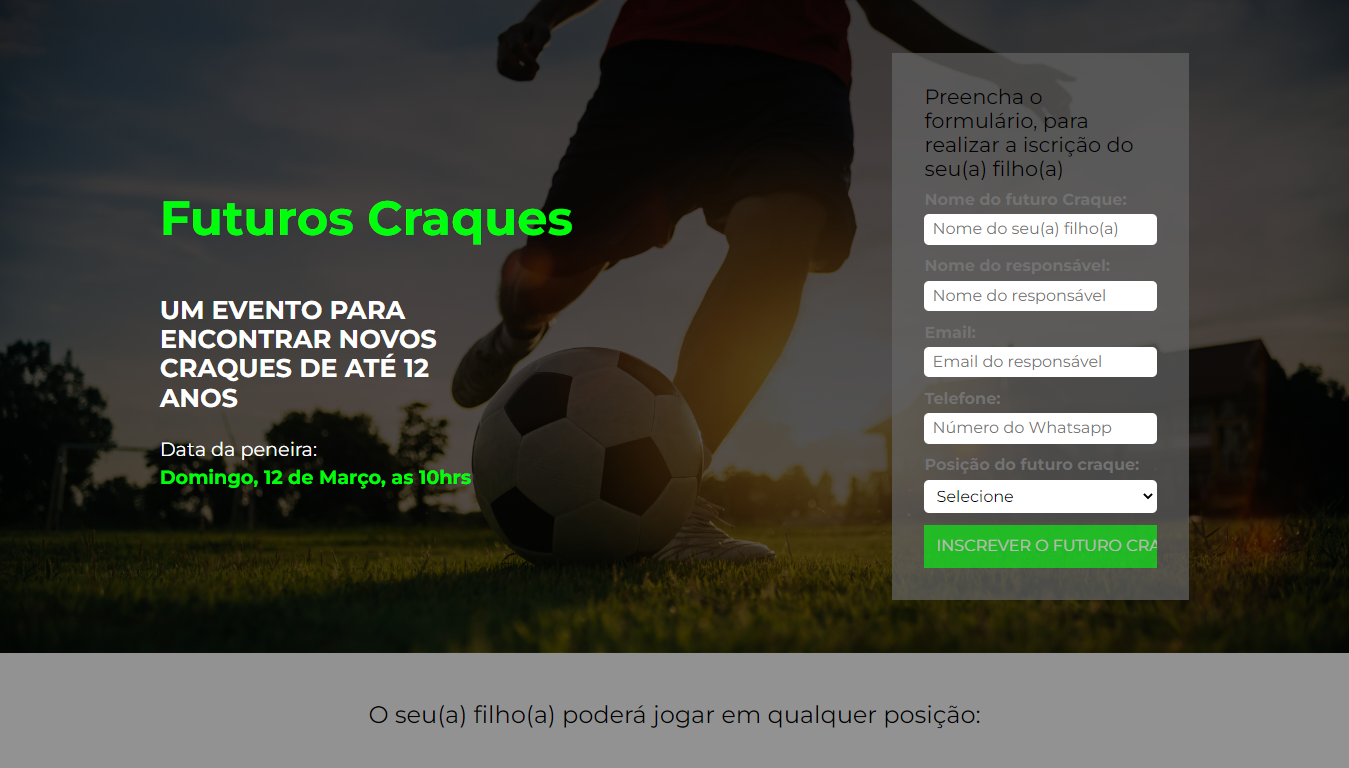 Futuros Craques
UM EVENTO PARA
ENCONTRAR NOVOS
CRAQUES DE ATÉ 12
ANOS
Data da peneira:
Domingo, 12 de Março, as 10hrs
Preencha o
formulário, para
realizar a iscrição do
seu(a) filho(a)
Nome do futuro Craque:
Nome do seu(a) filho(a)
Nome do responsável:
Nome do responsável
Email:
Email do responsável
Telefone:
Número do Whatsapp
Posição do futuro craque:
Selecione
INSCREVER O FUTURO CRA
O seu(a) filho(a) poderá jogar em qualquer posição: